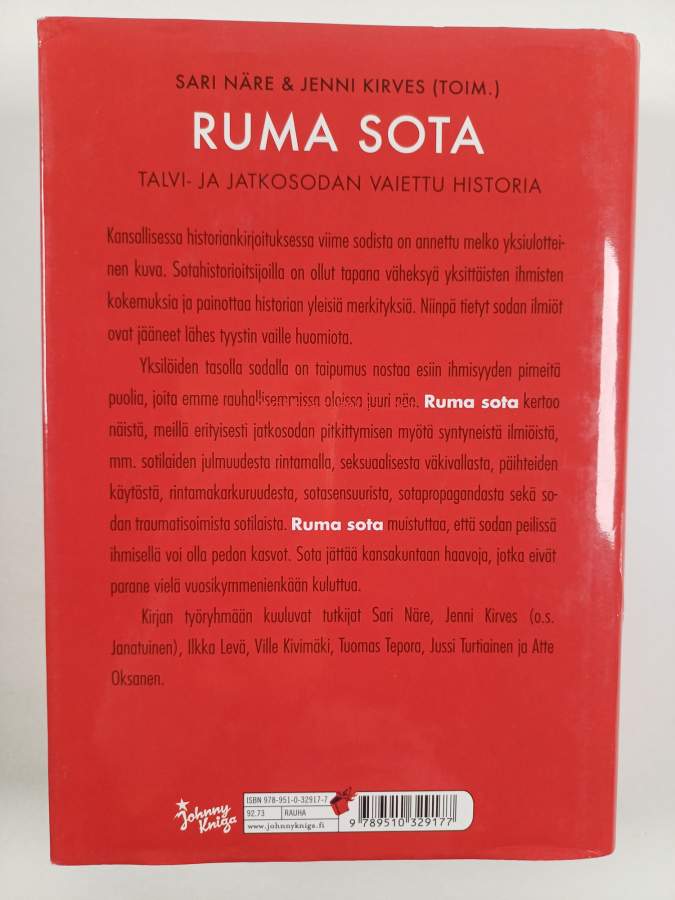 SARI NÄRE & JENNI KIRVES (TOIM.)
RUMA SOTA
TALVI- JA JATKOSODAN VAIETTU HISTORIA
Kansallisessa historiankirjoituksessa viime sodista on annettu melko yksiulottei-
nen kuva. Sotahistorioitsijoilla on ollut tapana väheksyä yksittäisten ihmisten
kokemuksia ja painottaa historian yleisiä merkityksiä. Niinpä tietyt sodan ilmiöt
ovat jääneet lähes tyystin vaille huomiota.
Yksilöiden tasolla sodalla on taipumus nostaa esiin ihmisyyden pimeitä
puolia, joita emme rauhallisemmissa oloissa juuri näe. Ruma sota kertoo
näistä, meillä erityisesti jatkosodan pitkittymisen myötä syntyneistä ilmiöistä,
mm. sotilaiden julmuudesta rintamalla, seksuaalisesta väkivallasta, päihteiden
käytöstä, rintamakarkuruudesta, sotasensuurista, sotapropagandasta sekä so-
dan traumatisoimista sotilaista. Ruma sota muistuttaa, että sodan peilissä
ihmisellä voi olla pedon kasvot. Sota jättää kansakuntaan haavoja, jotka eivät
parane vielä vuosikymmenienkään kuluttua.
Kirjan työryhmään kuuluvat tutkijat Sari Näre, Jenni Kirves (o.s.
Janatuinen), Ilkka Levä, Ville Kivimäki, Tuomas Tepora, Jussi Turtiainen ja Atte
Oksanen.
Johnny
Kniga
ISBN 978-951-0-32917-7
92.73 RAUHA
www.johnnykniga.fi
9 789510 329177